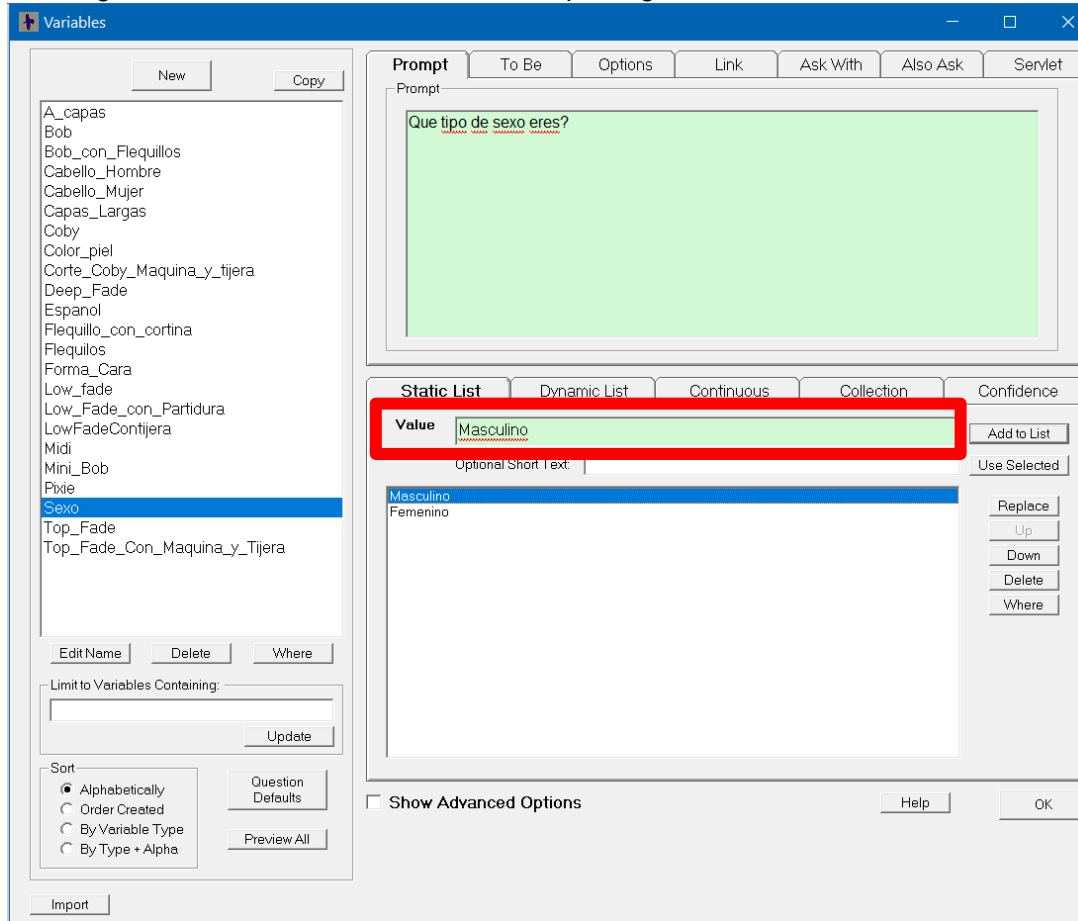 Variables
New
Copy
A_capas
Bob
Bob_con_Flequillos
Cabello_Hombre
Cabello_Mujer
Capas_Largas
Coby
Color_piel
Corte_Coby_Maquina_y_tijera
Deep_Fade
Espanol
Flequillo_con_cortina
Flequilos
Forma_Cara
Low_fade
Low_Fade_con_Partidura
LowFadeContijera
Midi
Mini_Bob
Pixie
Sexo
Top_Fade
Top_Fade_Con_Maquina_y_Tijera
Edit Name Delete Where
Limit to Variables Containing:
Update
Sort
Alphabetically
Order Created
By Variable Type
By Type + Alpha
Question
Defaults
Preview All
Import
Prompt To Be Options Link Ask With Also Ask Servlet
Prompt
Que tipo de sexo eres?
Static List Dynamic List Continuous Collection Confidence
Value Masculino
Add to List
Optional Short Text:
Use Selected
Masculino
Femenino
Replace
Up
Down
Delete
Where
Show Advanced Options
Help
OK